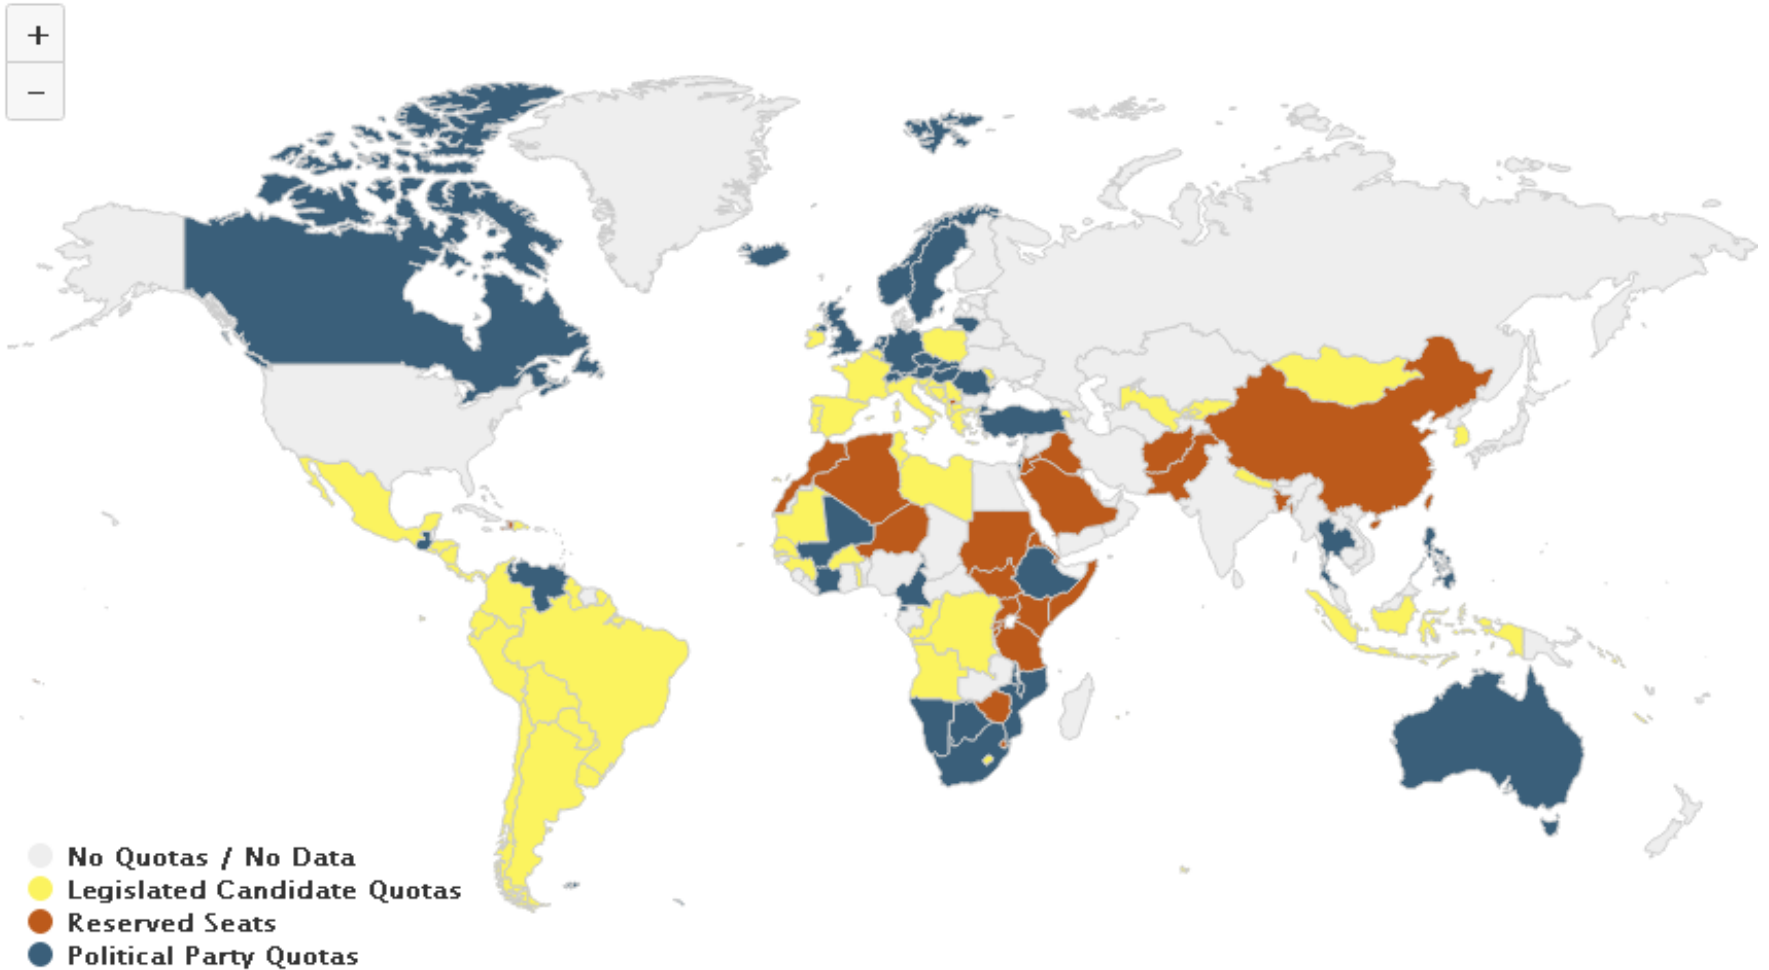 +
−
No Quotas / No Data
Legislated Candidate Quotas
Reserved Seats
Political Party Quotas